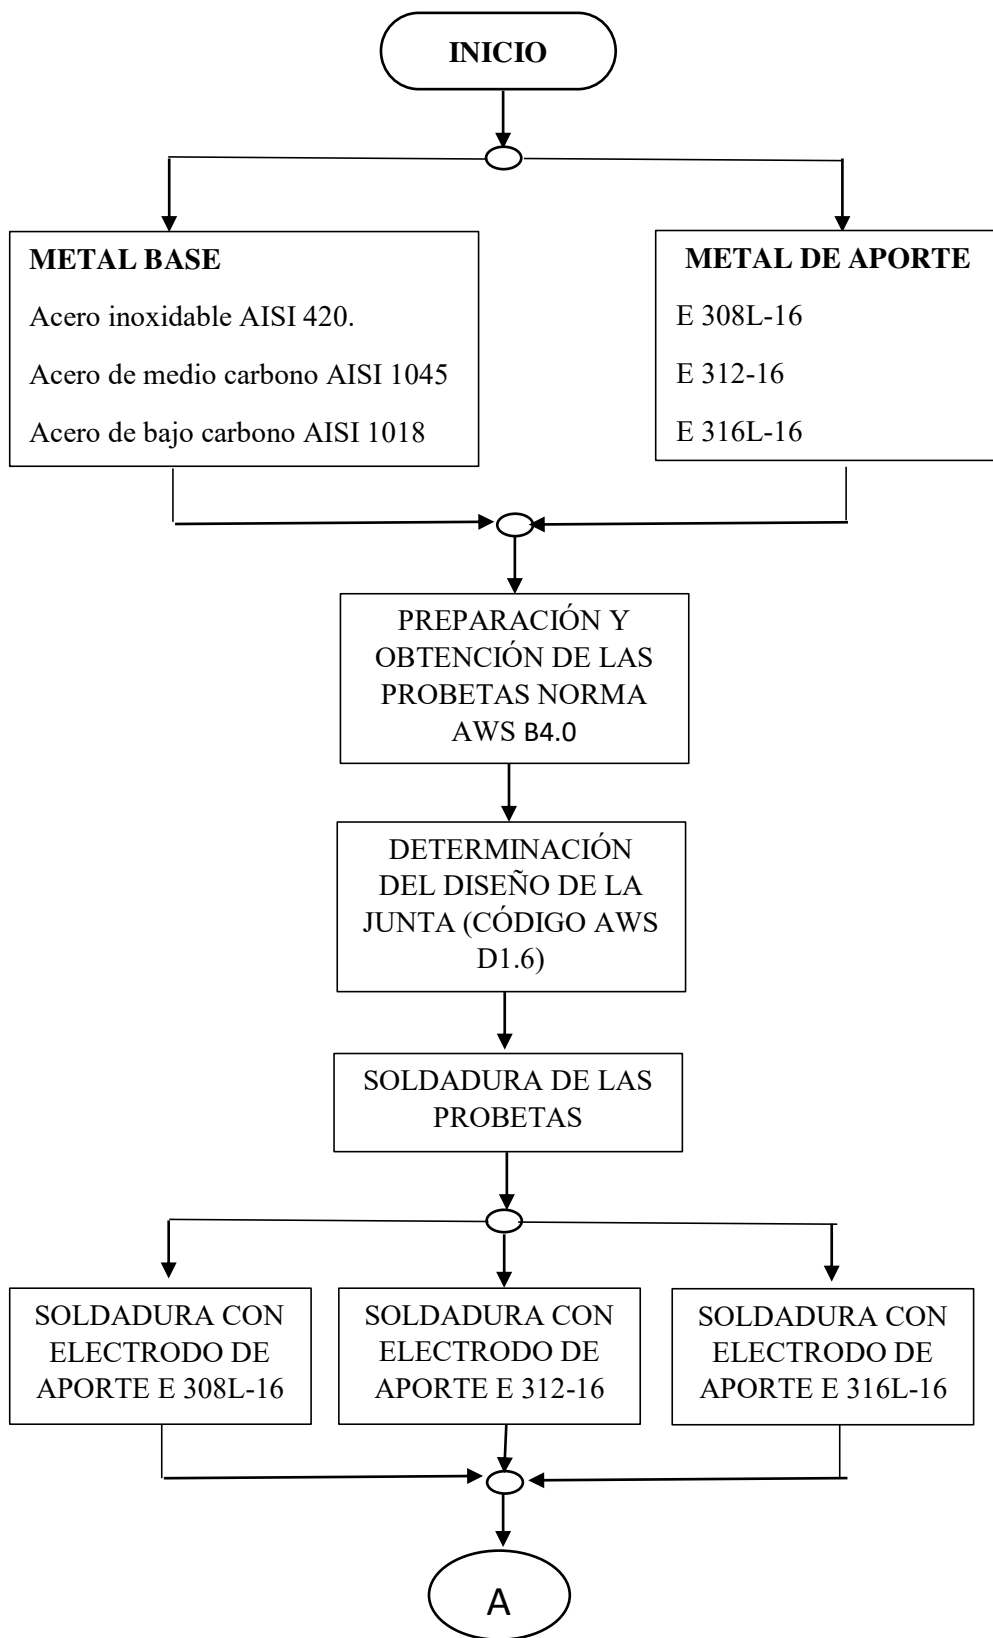 INICIO
METAL BASE
Acero inoxidable AISI 420.
Acero de medio carbono AISI 1045
Acero de bajo carbono AISI 1018
METAL DE APORTE
E 308L-16
E 312-16
E 316L-16
PREPARACIÓN Y
OBTENCIÓN DE LAS
PROBETAS NORMA
AWS B4.0
DETERMINACIÓN
DEL DISEÑO DE LA
JUNTA (CÓDIGO AWS
D1.6)
SOLDADURA DE LAS
PROBETAS
SOLDADURA CON
ELECTRODO DE
APORTE E 308L-16
SOLDADURA CON
ELECTRODO DE
APORTE E 312-16
SOLDADURA CON
ELECTRODO DE
APORTE E 316L-16
A